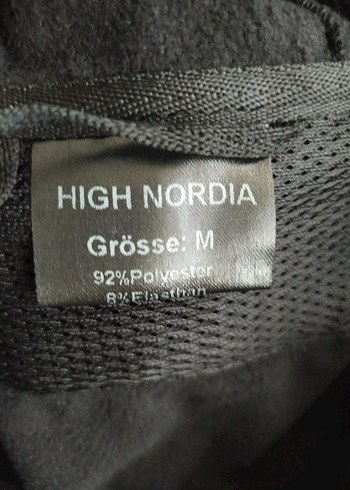 HIGH NORDIA
Grösse: M
92%Polyester
8%Elasthan